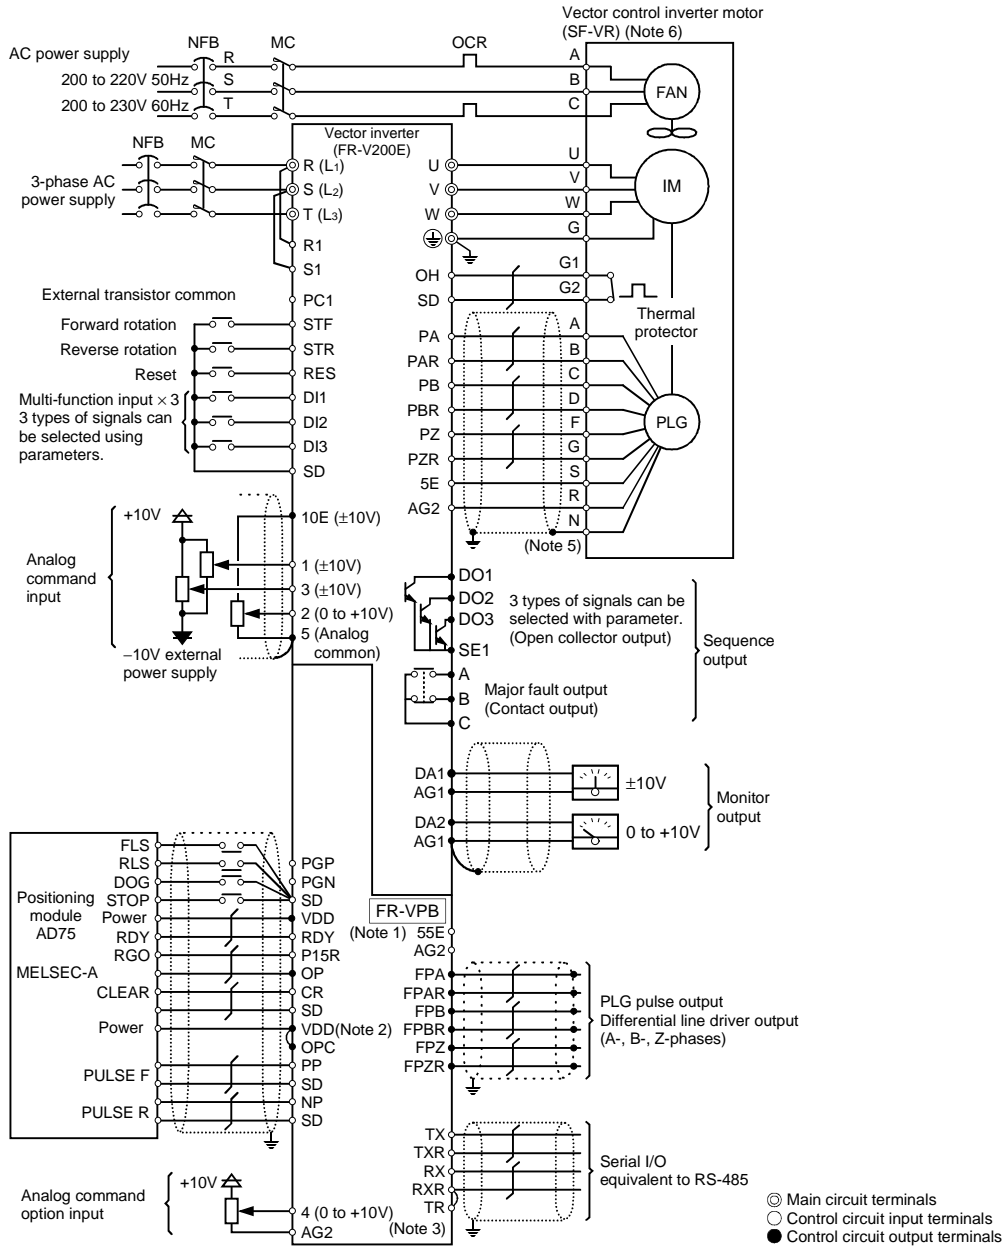 Vector control inverter motor
(SF-VR) (Note 6)
NFB
MC
OCR
AC power supply
R
A
200 to 220V 50Hz
S
B
FAN
200 to 230V 60Hz
T
C
Vector inverter
(FR-V200E)
NFB
MC
R (L1)
U
U
3-phase AC
power supply
S (L2)
V
V
IM
T (L3)
W
W
G
R1
S1
OH
G1
External transistor common
PC1
SD
G2
Thermal
protector
Forward rotation
STF
PA
A
Reverse rotation
STR
PAR
B
Reset
RES
PB
C
Multi-function input × 3
3 types of signals can
be selected using
parameters.
DI1
PBR
D
DI2
PZ
F
PLG
DI3
PZR
G
SD
5E
S
AG2
R
N
(Note 5)
+10V
10E (±10V)
Analog
command
input
1 (±10V)
3 (±10V)
2 (0 to +10V)
5 (Analog
common)
−10V external
power supply
DO1
DO2
DO3
SE1
3 types of signals can be
selected with parameter.
(Open collector output)
Sequence
output
A
B
C
Major fault output
(Contact output)
DA1
AG1
±10V
DA2
AG1
0 to +10V
Monitor
output
FLS
RLS
PGP
DOG
PGN
STOP
SD
Positioning
module
AD75
Power
VDD
FR-VPB
(Note 1)
55E
RDY
RDY
AG2
RGO
P15R
MELSEC-A
OP
FPA
CLEAR
CR
FPAR
SD
FPB
Power
VDD(Note 2)
FPBR
OPC
FPZ
PULSE F
PP
FPZR
SD
PLG pulse output
Differential line driver output
(A-, B-, Z-phases)
PULSE R
NP
SD
TX
TXR
RX
RXR
TR
(Note 3)
Serial I/O
equivalent to RS-485
Analog command
option input
+10V
4 (0 to +10V)
AG2
Main circuit terminals
Control circuit input terminals
Control circuit output terminals